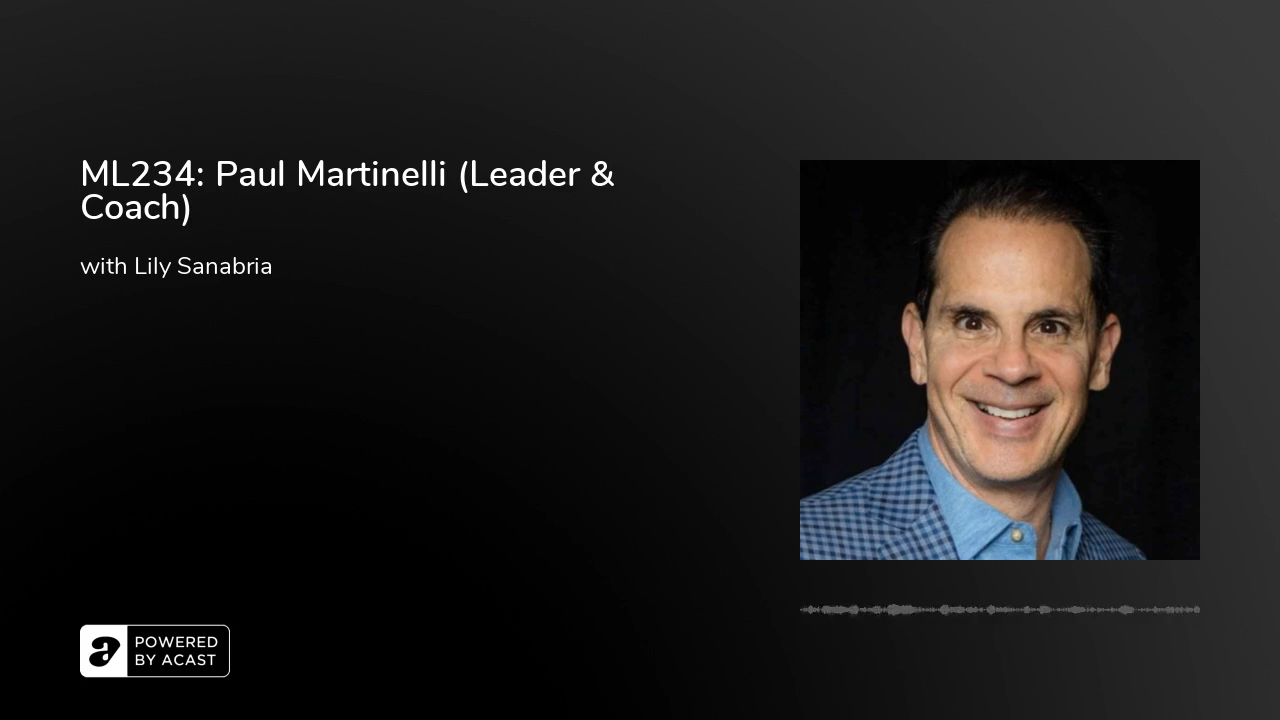 ML234: Paul Martinelli (Leader &
Coach)
with Lily Sanabria
POWERED
BY ACAST